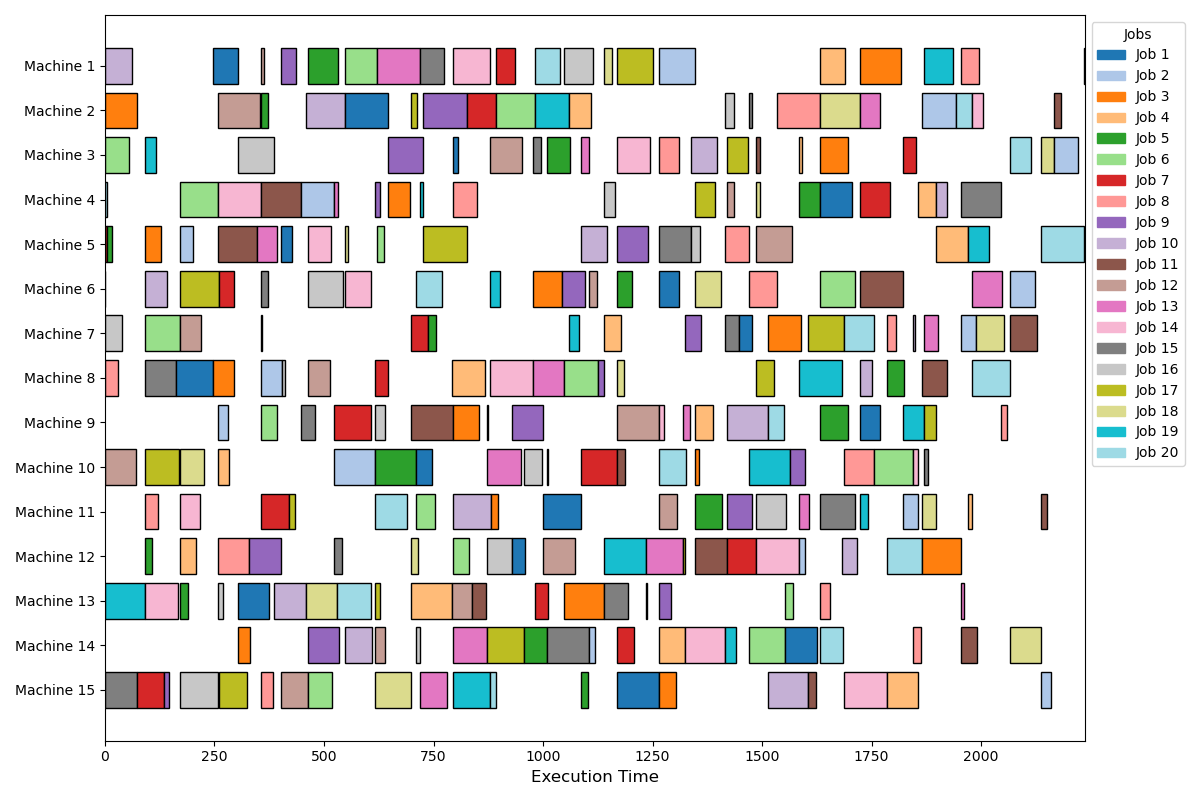 Machine 1
Machine 2
Machine 3
Machine 4
Machine 5
Machine 6
Machine 7
Machine 8
Machine 9
Machine 10
Machine 11
Machine 12
Machine 13
Machine 14
Machine 15
0 250 500 750 1000 1250 1500 1750 2000
Execution Time
Jobs
Job 1
Job 2
Job 3
Job 4
Job 5
Job 6
Job 7
Job 8
Job 9
Job 10
Job 11
Job 12
Job 13
Job 14
Job 15
Job 16
Job 17
Job 18
Job 19
Job 20